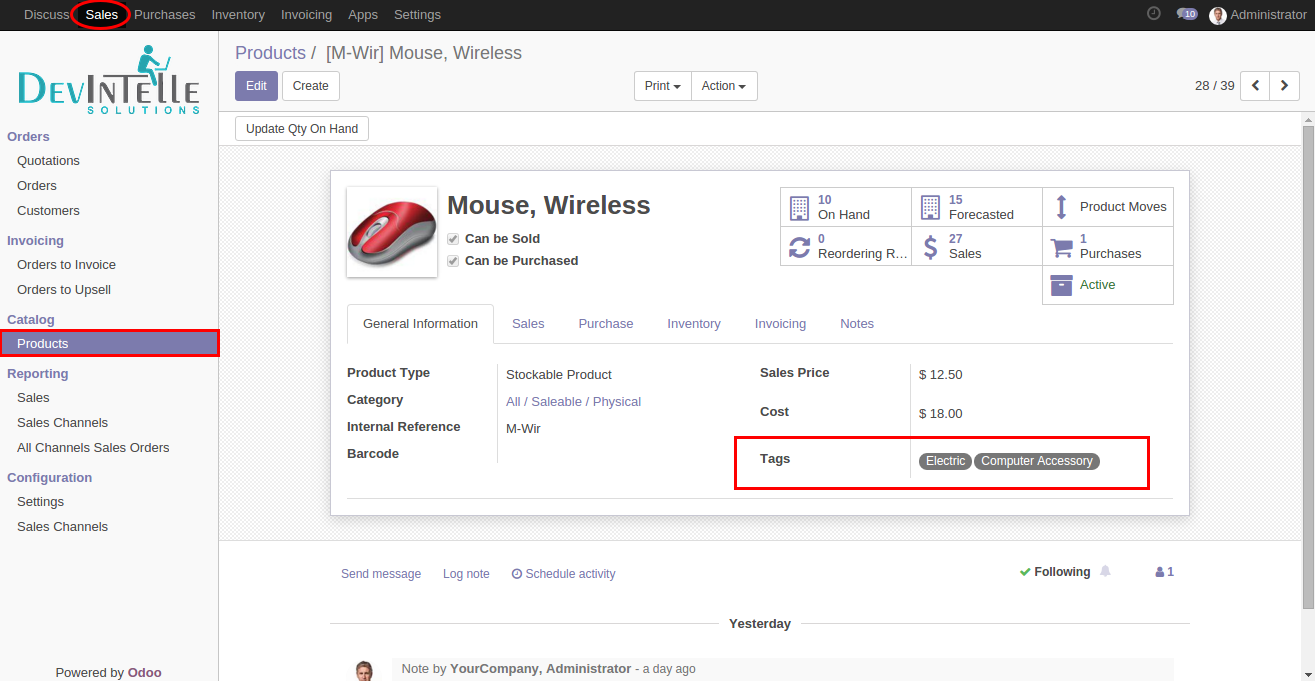 Discuss Sales Purchases Inventory Invoicing Apps Settings 10 Administrator
DEVINTELLE
SOLUTIONS
Orders
Quotations
Orders
Customers
Invoicing
Orders to Invoice
Orders to Upsell
Catalog
Products
Reporting
Sales
Sales Channels
All Channels Sales Orders
Configuration
Settings
Sales Channels
Powered by Odoo
Products / [M-Wir] Mouse, Wireless
Edit Create Print Action 28 / 39
Update Qty On Hand
Mouse, Wireless
Can be Sold
Can be Purchased
10
On Hand
15
Forecasted
Product Moves
0
Reordering R...
27
Sales
1
Purchases
Active
General Information Sales Purchase Inventory Invoicing Notes
Product Type Stockable Product
Category All / Saleable / Physical
Internal Reference M-Wir
Barcode
Sales Price $ 12.50
Cost $ 18.00
Tags Electric Computer Accessory
Send message Log note Schedule activity Following 1
Yesterday
Note by YourCompany, Administrator - a day ago